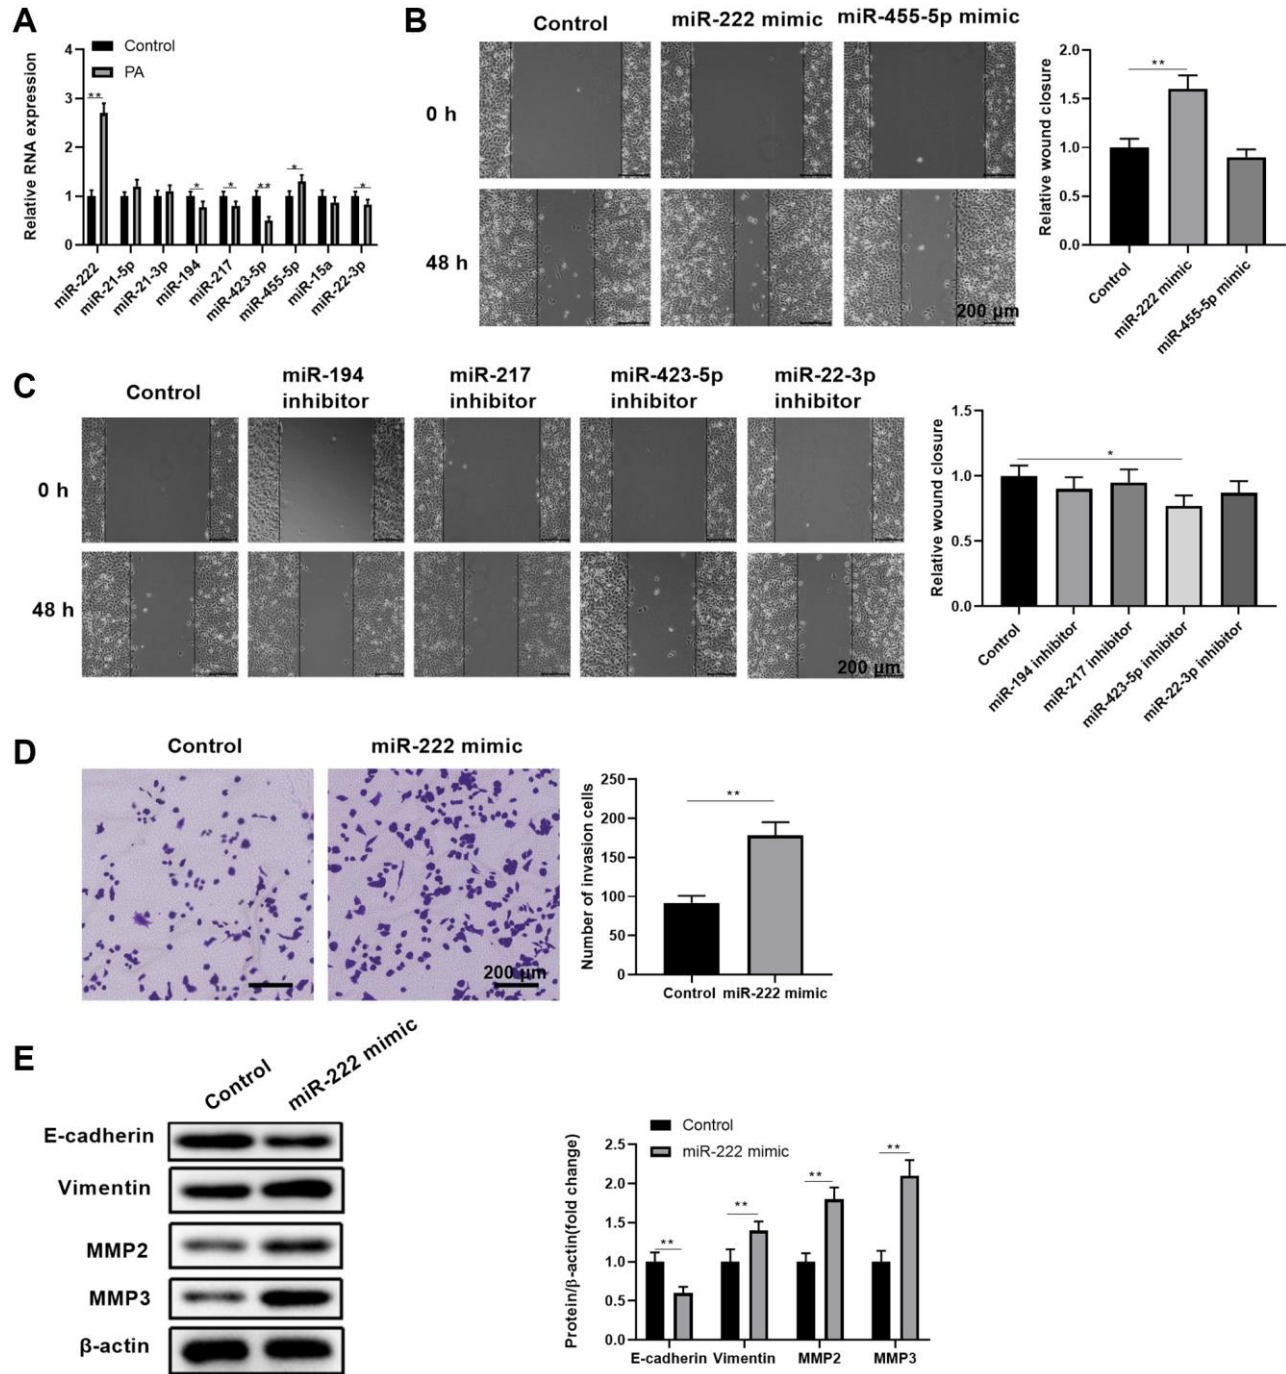 A
Control
PA
Relative RNA expression
4
3
2
1
0
**
*
*
**
*
*
miR-222
miR-21-5p
miR-21-3p
miR-194
miR-217
miR-423-5p
miR-455-5p
miR-15a
miR-22-3p
B
Control
miR-222 mimic
miR-455-5p mimic
0 h
48 h
200 μm
Relative wound closure
2.0
1.5
1.0
0.5
0.0
**
Control
miR-222 mimic
miR-455-5p mimic
C
Control
miR-194
inhibitor
miR-217
inhibitor
miR-423-5p
inhibitor
miR-22-3p
inhibitor
0 h
48 h
200 μm
Relative wound closure
1.5
1.0
0.5
0.0
*
Control
miR-194 inhibitor
miR-217 inhibitor
miR-423-5p inhibitor
miR-22-3p inhibitor
D
Control
miR-222 mimic
200 μm
Number of invasion cells
250
200
150
100
50
0
**
Control
miR-222 mimic
E
Control
miR-222 mimic
E-cadherin
Vimentin
MMP2
MMP3
β-actin
Control
miR-222 mimic
Protein/β-actin(fold change)
2.5
2.0
1.5
1.0
0.5
0.0
**
**
**
**
E-cadherin
Vimentin
MMP2
MMP3